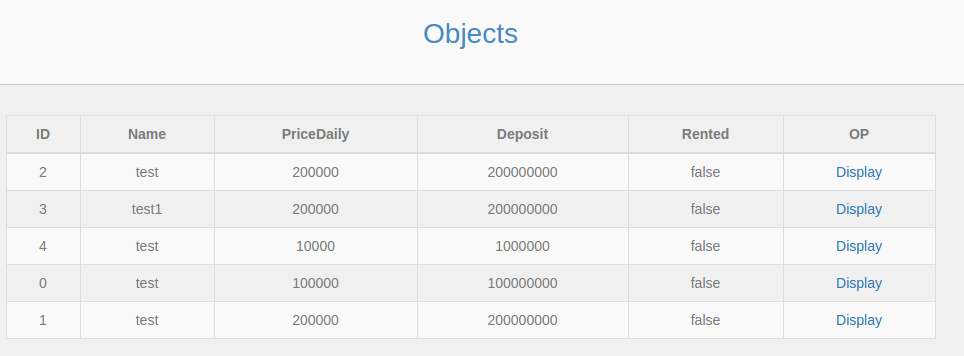 Objects
ID Name PriceDaily Deposit Rented OP
2 test 200000 200000000 false Display
3 test1 200000 200000000 false Display
4 test 10000 1000000 false Display
0 test 100000 100000000 false Display
1 test 200000 200000000 false Display